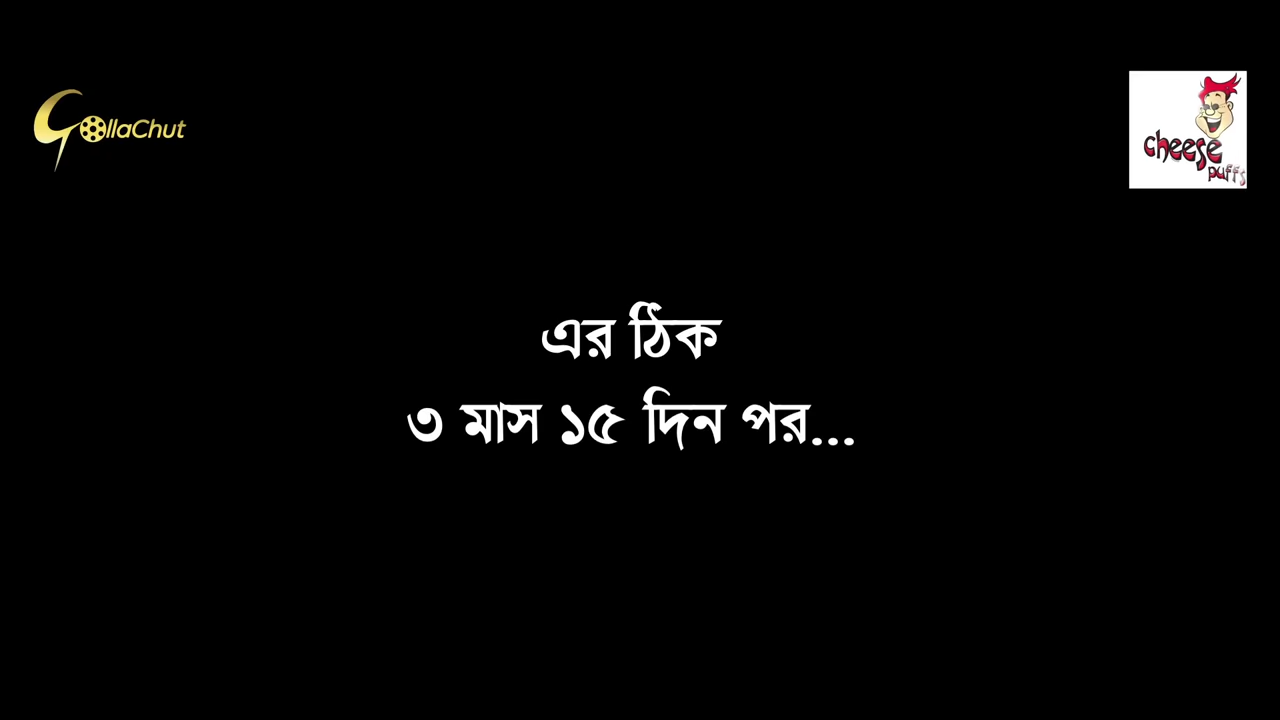 GollaChut
cheese
puffs
এর ঠিক
৩ মাস ১৫ দিন পর...